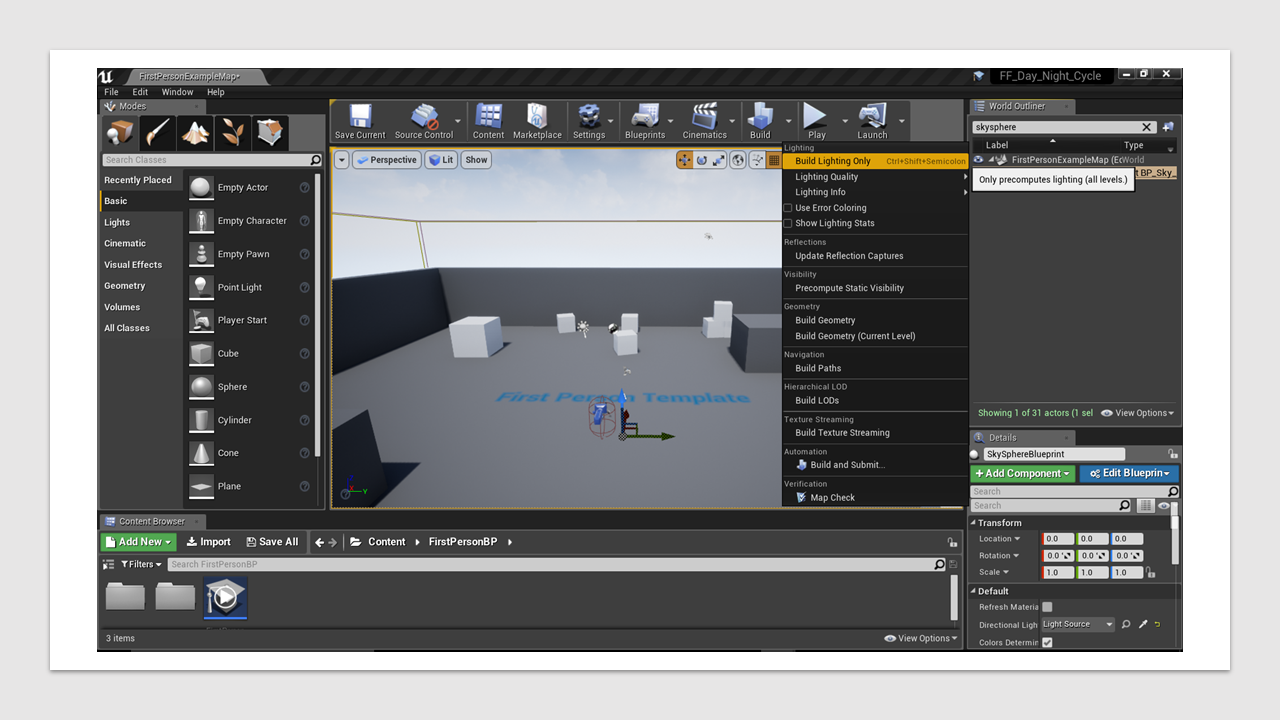 FirstPersonExampleMap*
FF_Day_Night_Cycle
File Edit Window Help
Modes
Search Classes
Recently Placed
Basic
Lights
Cinematic
Visual Effects
Geometry
Volumes
All Classes
Empty Actor
Empty Character
Empty Pawn
Point Light
Player Start
Cube
Sphere
Cylinder
Cone
Plane
Save Current
Source Control
Content
Marketplace
Settings
Blueprints
Cinematics
Build
Play
Launch
Perspective
Lit
Show
First Person Template
X
Y
Lighting
Build Lighting Only Ctrl+Shift+Semicolon
Lighting Quality
Lighting Info
Use Error Coloring
Show Lighting Stats
Reflections
Update Reflection Captures
Visibility
Precompute Static Visibility
Geometry
Build Geometry
Build Geometry (Current Level)
Navigation
Build Paths
Hierarchical LOD
Build LODs
Texture Streaming
Build Texture Streaming
Automation
Build and Submit...
Verification
Map Check
World Outliner
skysphere
Label Type
FirstPersonExampleMap (Ed World
t BP_Sky_
Only precomputes lighting (all levels.)
Showing 1 of 31 actors (1 sel
View Options
Details
SkySphereBlueprint
+ Add Component
Edit Blueprin
Search
Search
Transform
Location 0.0 0.0 0.0
Rotation 0.0 ° 0.0 ° 0.0 °
Scale 1.0 1.0 1.0
Default
Refresh Materia
Directional Ligh Light Source
Colors Determin
Content Browser
Add New
Import
Save All
Content
FirstPersonBP
Filters
Search FirstPersonBP
3 items
View Options